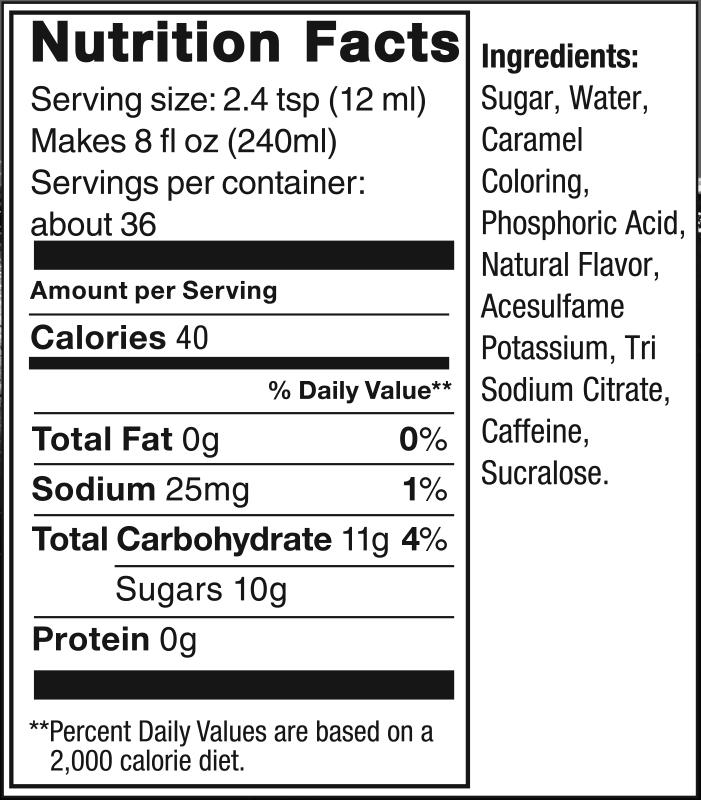 Nutrition Facts
Serving size: 2.4 tsp (12 ml)
Makes 8 fl oz (240ml)
Servings per container:
about 36
Amount per Serving
Calories 40
% Daily Value**
Total Fat 0g 0%
Sodium 25mg 1%
Total Carbohydrate 11g 4%
Sugars 10g
Protein 0g
**Percent Daily Values are based on a
2,000 calorie diet.
Ingredients:
Sugar, Water,
Caramel
Coloring,
Phosphoric Acid,
Natural Flavor,
Acesulfame
Potassium, Tri
Sodium Citrate,
Caffeine,
Sucralose.